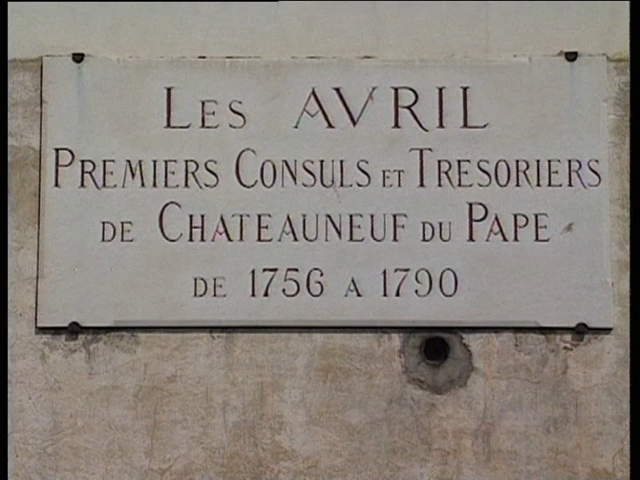 LES AVRIL
PREMIERS CONSULS ET TRESORIERS
DE CHATEAUNEUF DU PAPE
DE 1756 A 1790